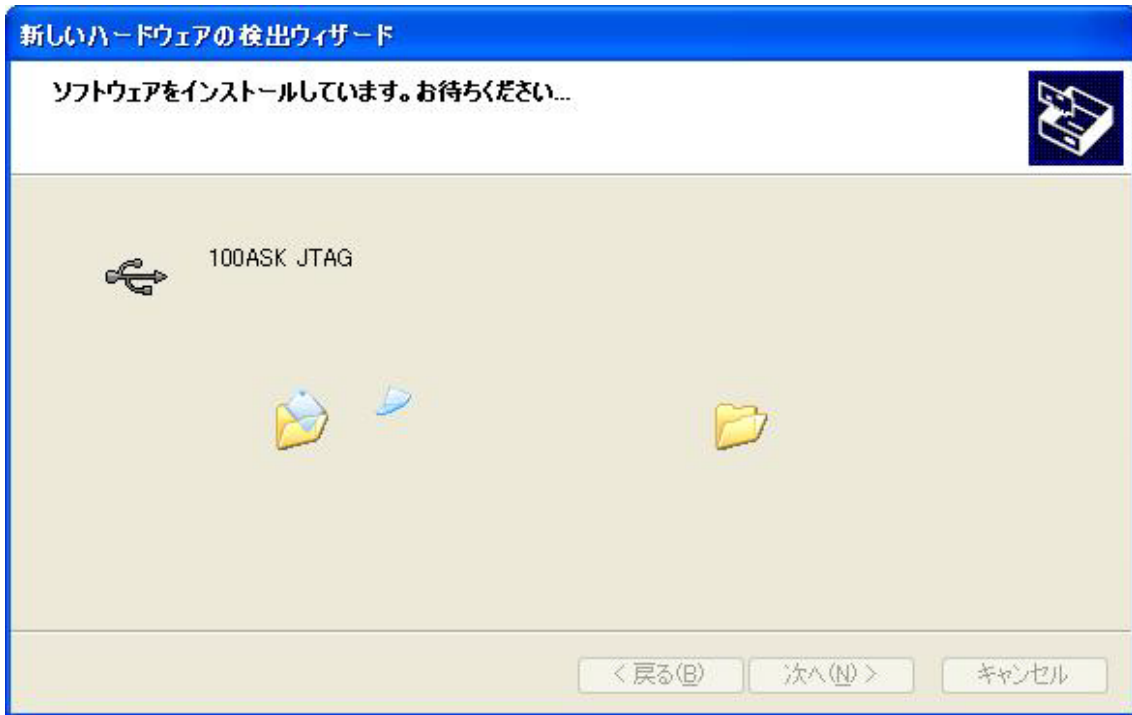 新しいハードウェアの検出ウィザード
ソフトウェアをインストールしています。お待ちください...
100ASK JTAG
< 戻る(B)
次へ(N) >
キャンセル